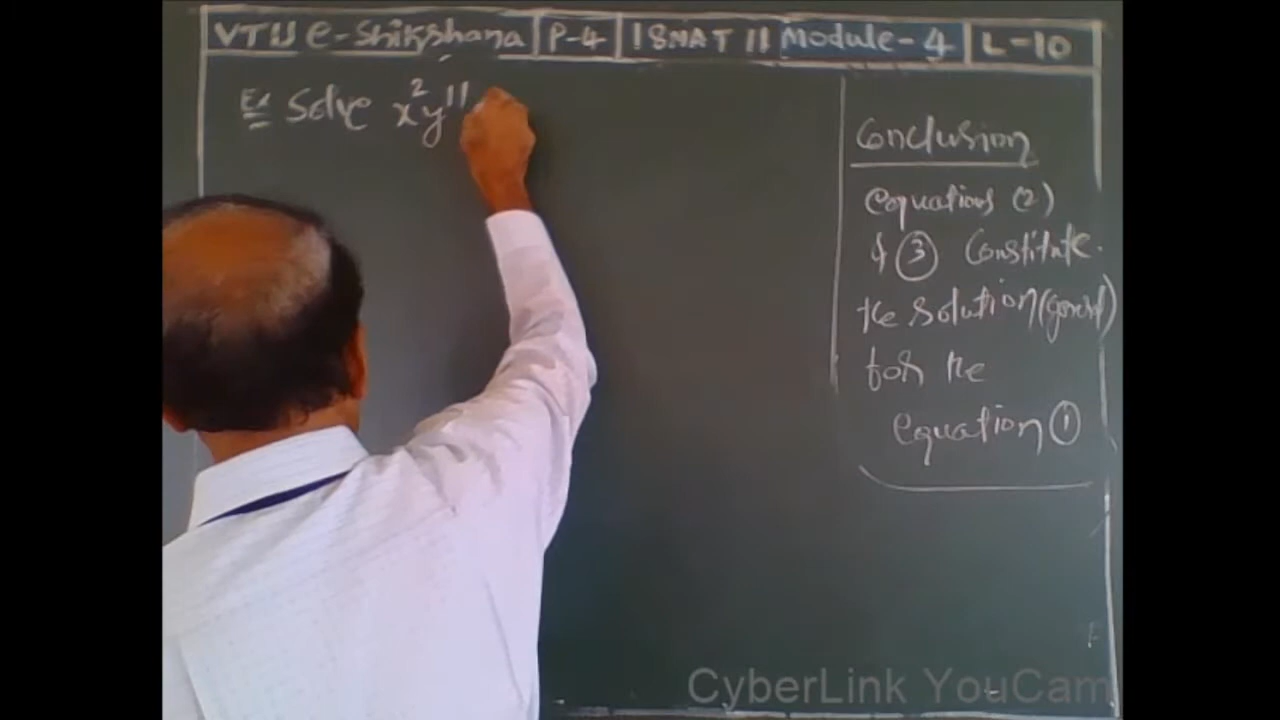 VTU e-Shikshana P-4 18MAT11 Module-4 L-10
Ex Solve x²y''
Conclusion
equations (2)
& ③ Constitute
the solution (general)
for the
equation ①
CyberLink YouCam